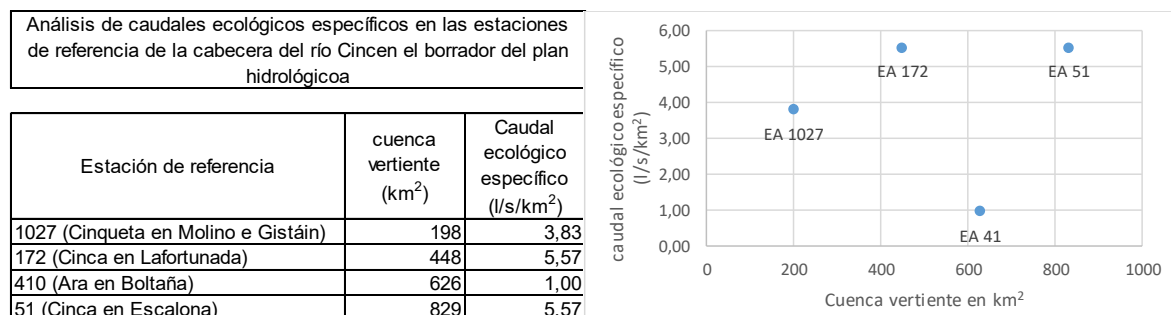 Análisis de caudales ecológicos específicos en las estaciones
de referencia de la cabecera del río Cincen el borrador del plan
hidrológicoa
Estación de referencia
cuenca
vertiente
(km²)
Caudal
ecológico
específico
(l/s/km²)
1027 (Cinqueta en Molino e Gistáin) 198 3,83
172 (Cinca en Lafortunada) 448 5,57
410 (Ara en Boltaña) 626 1,00
51 (Cinca en Escalona) 829 5,57
caudal ecológico específico
(l/s/km²)
6,00
5,00
4,00
3,00
2,00
1,00
0,00
EA 172
EA 51
EA 1027
EA 41
0 200 400 600 800 1000
Cuenca vertiente en km²